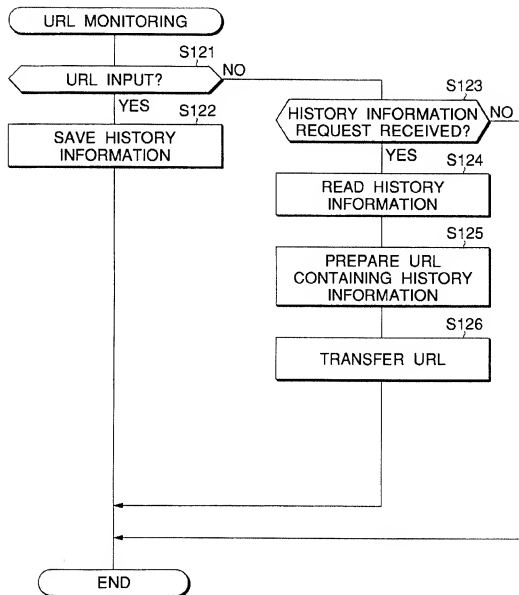 URL MONITORING
S121
URL INPUT?
NO
YES
S122
SAVE HISTORY
INFORMATION
S123
HISTORY INFORMATION
REQUEST RECEIVED?
NO
YES
S124
READ HISTORY
INFORMATION
S125
PREPARE URL
CONTAINING HISTORY
INFORMATION
S126
TRANSFER URL
END